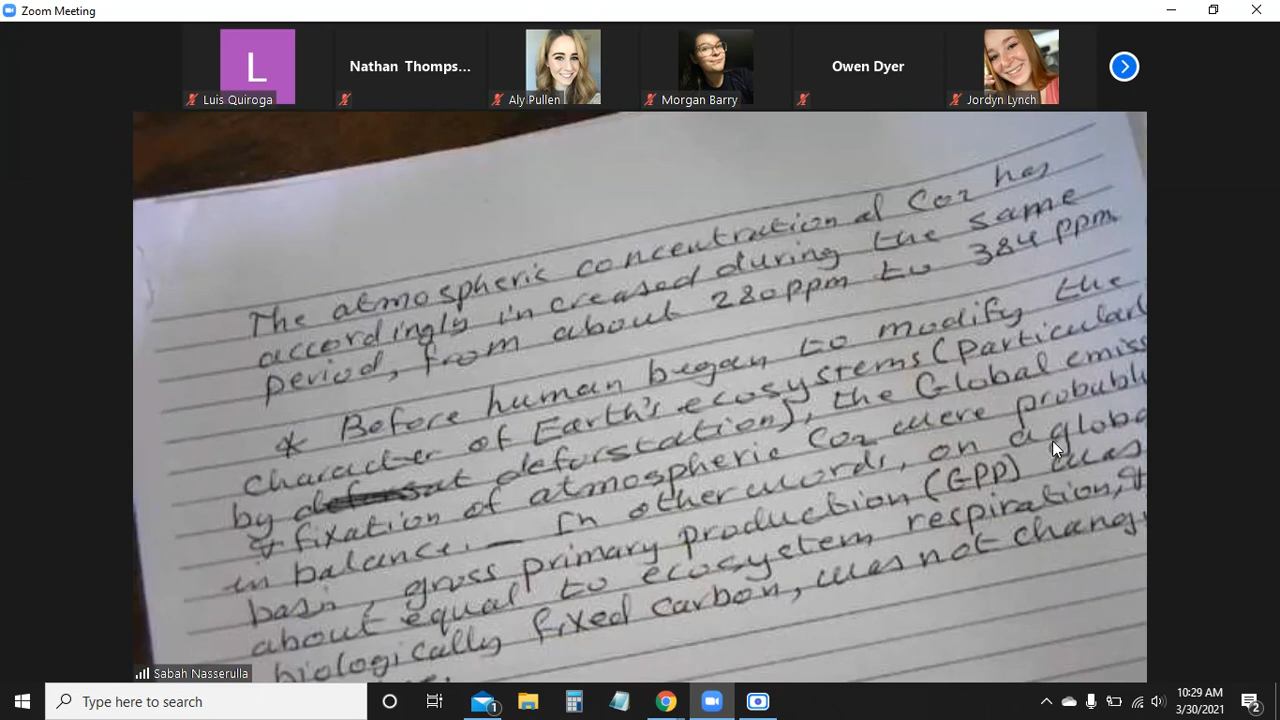 Zoom Meeting
L
Luis Quiroga
Nathan Thomps...
Aly Pullen
Morgan Barry
Owen Dyer
Jordyn Lynch
The atmospheric concentration of CO2 has
accordingly increased during the same
period, from about 280ppm to 384 ppm.
* Before human began to modify the
character of Earth's ecosystems (particularl
by deforstation), the Global emiss
& fixation of atmospheric CO2 were probabl
in balance. - In other words, on a globa
basis, gross primary production (GPP) was
about equal to ecosystem respiration, &
biologically fixed carbon, was not chang
Sabah Nasserulla
Type here to search
1
10:29 AM
3/30/2021
2